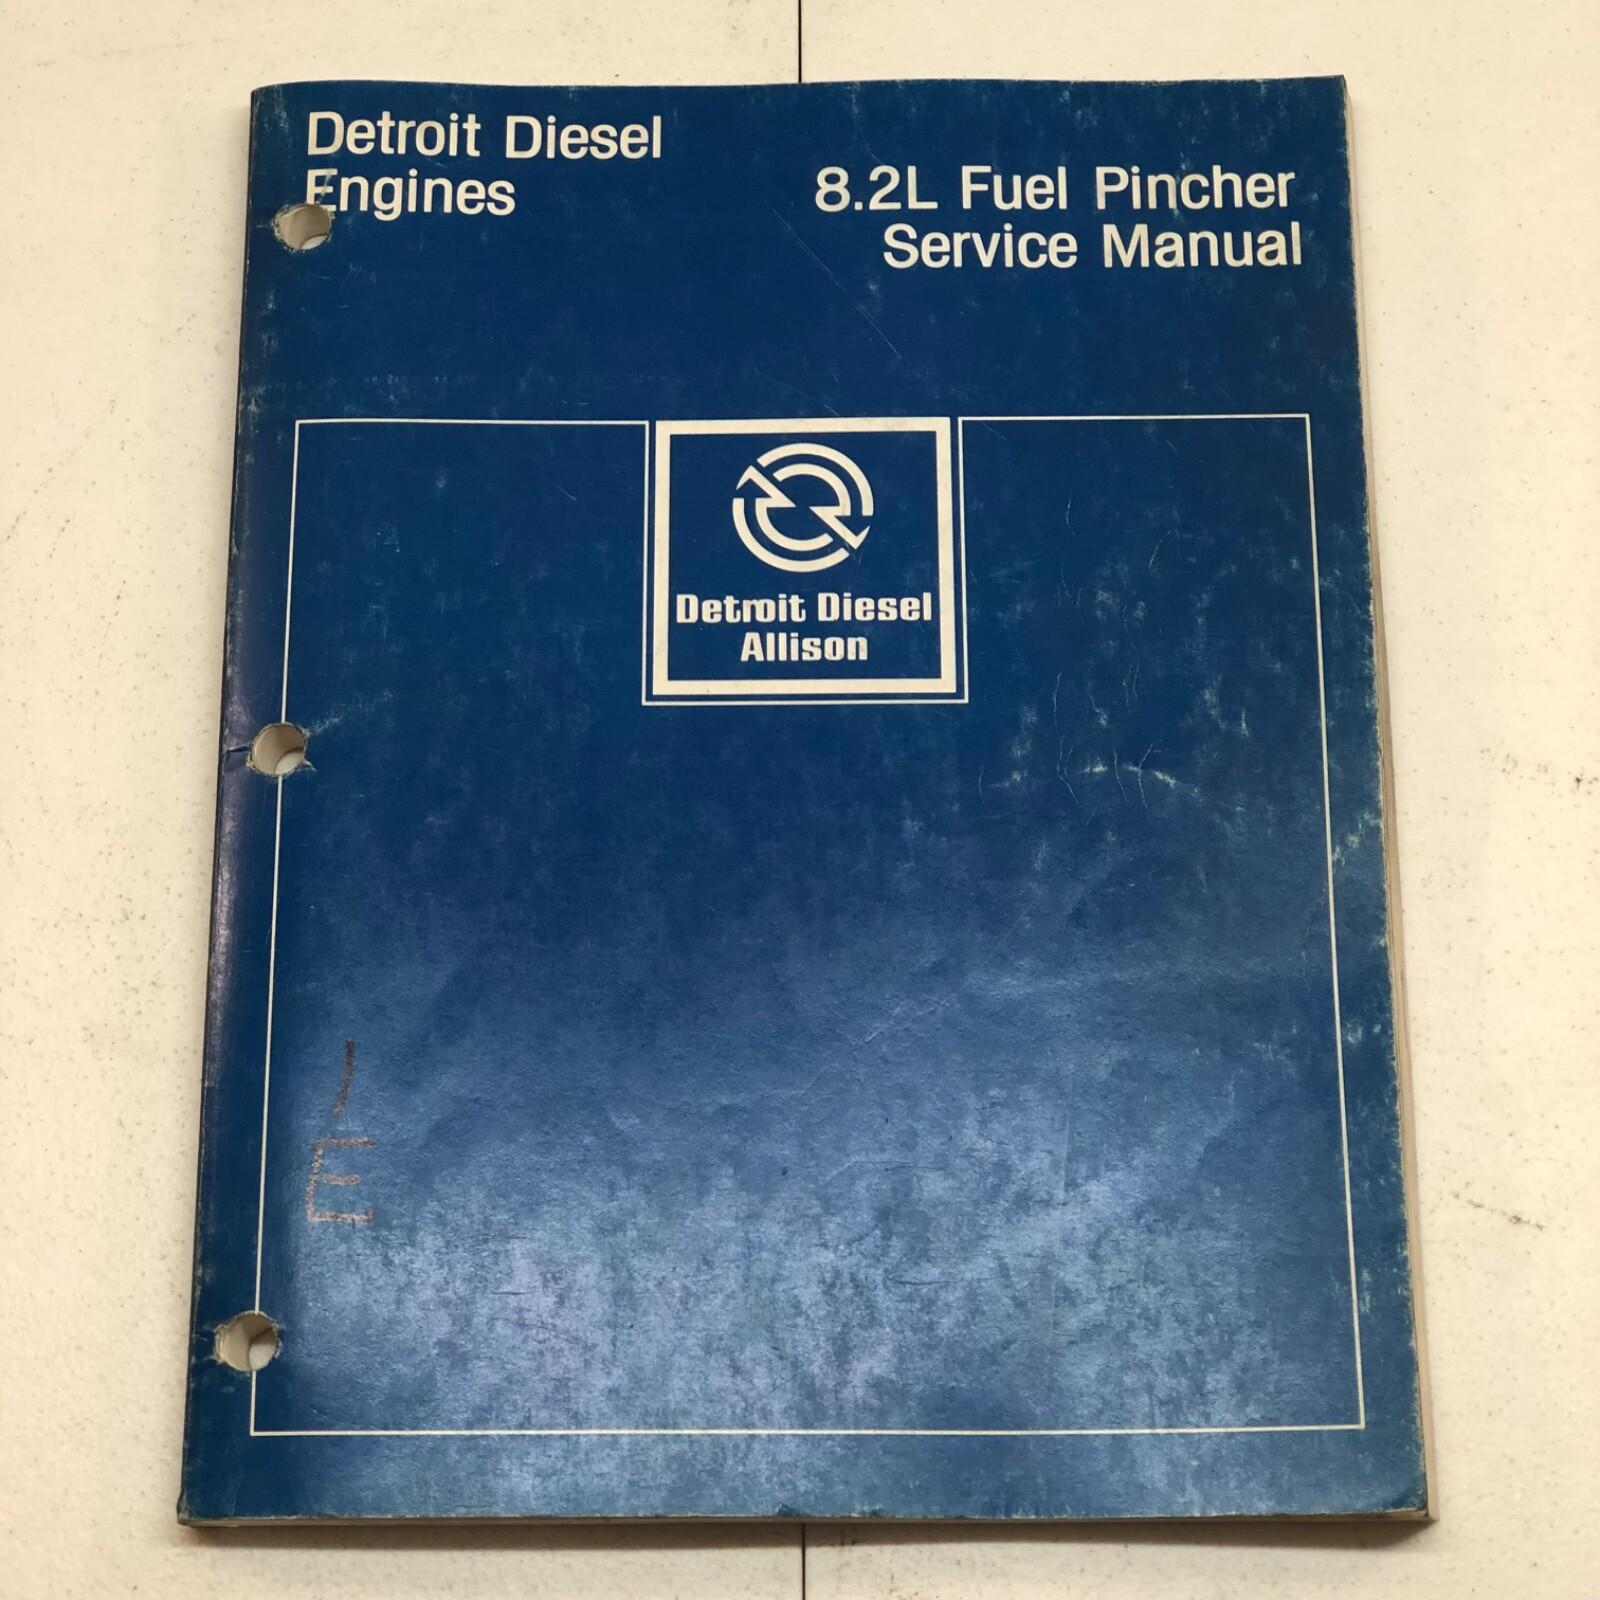 Detroit Diesel
Engines
8.2L Fuel Pincher
Service Manual
Detroit Diesel
Allison
E-